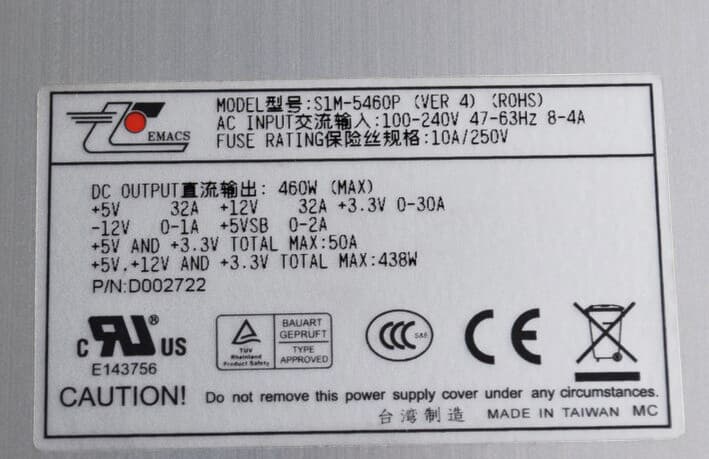 EMACS
MODEL型号:S1M-5460P (VER 4) (ROHS)
AC INPUT交流输入:100-240V 47-63Hz 8-4A
FUSE RATING保险丝规格:10A/250V
DC OUTPUT直流输出: 460W (MAX)
+5V 32A +12V 32A +3.3V 0-30A
-12V 0-1A +5VSB 0-2A
+5V AND +3.3V TOTAL MAX:50A
+5V.+12V AND +3.3V TOTAL MAX:438W
P/N:D002722
c RU ® US
E143756
TÜV
Rheinland
Product Safety
BAUART
GEPRUFT
TYPE
APPROVED
CCC S&E
CE
CAUTION! Do not remove this power supply cover under any circumstances.
台湾制造 MADE IN TAIWAN MC